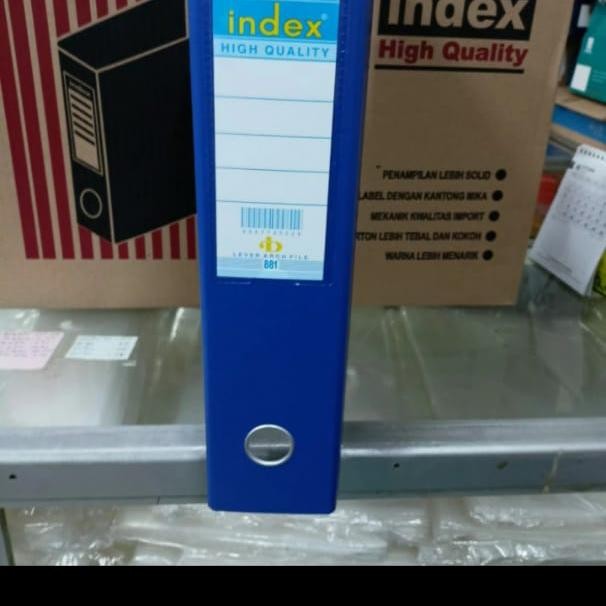 index
HIGH QUALITY
LEVER ARCH FILE
881
index
High Quality
PENAMPILAN LEBIH SOLID
LABEL DENGAN KANTONG MIKA
MEKANIK KWALITAS IMPORT
RTON LEBIH TEBAL DAN KOKOH
WARNA LEBIH MENARIK